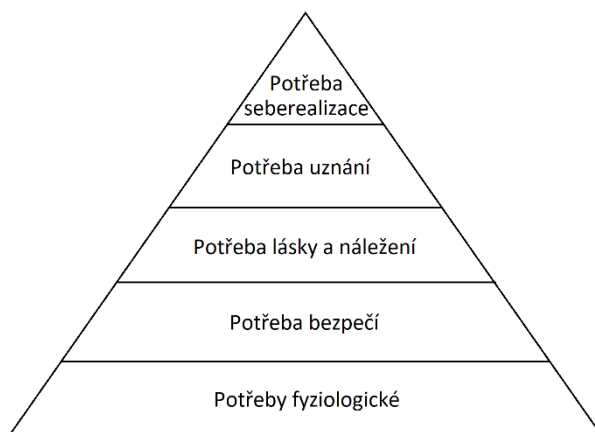 Potřeba
seberealizace
Potřeba uznání
Potřeba lásky a náležení
Potřeba bezpečí
Potřeby fyziologické